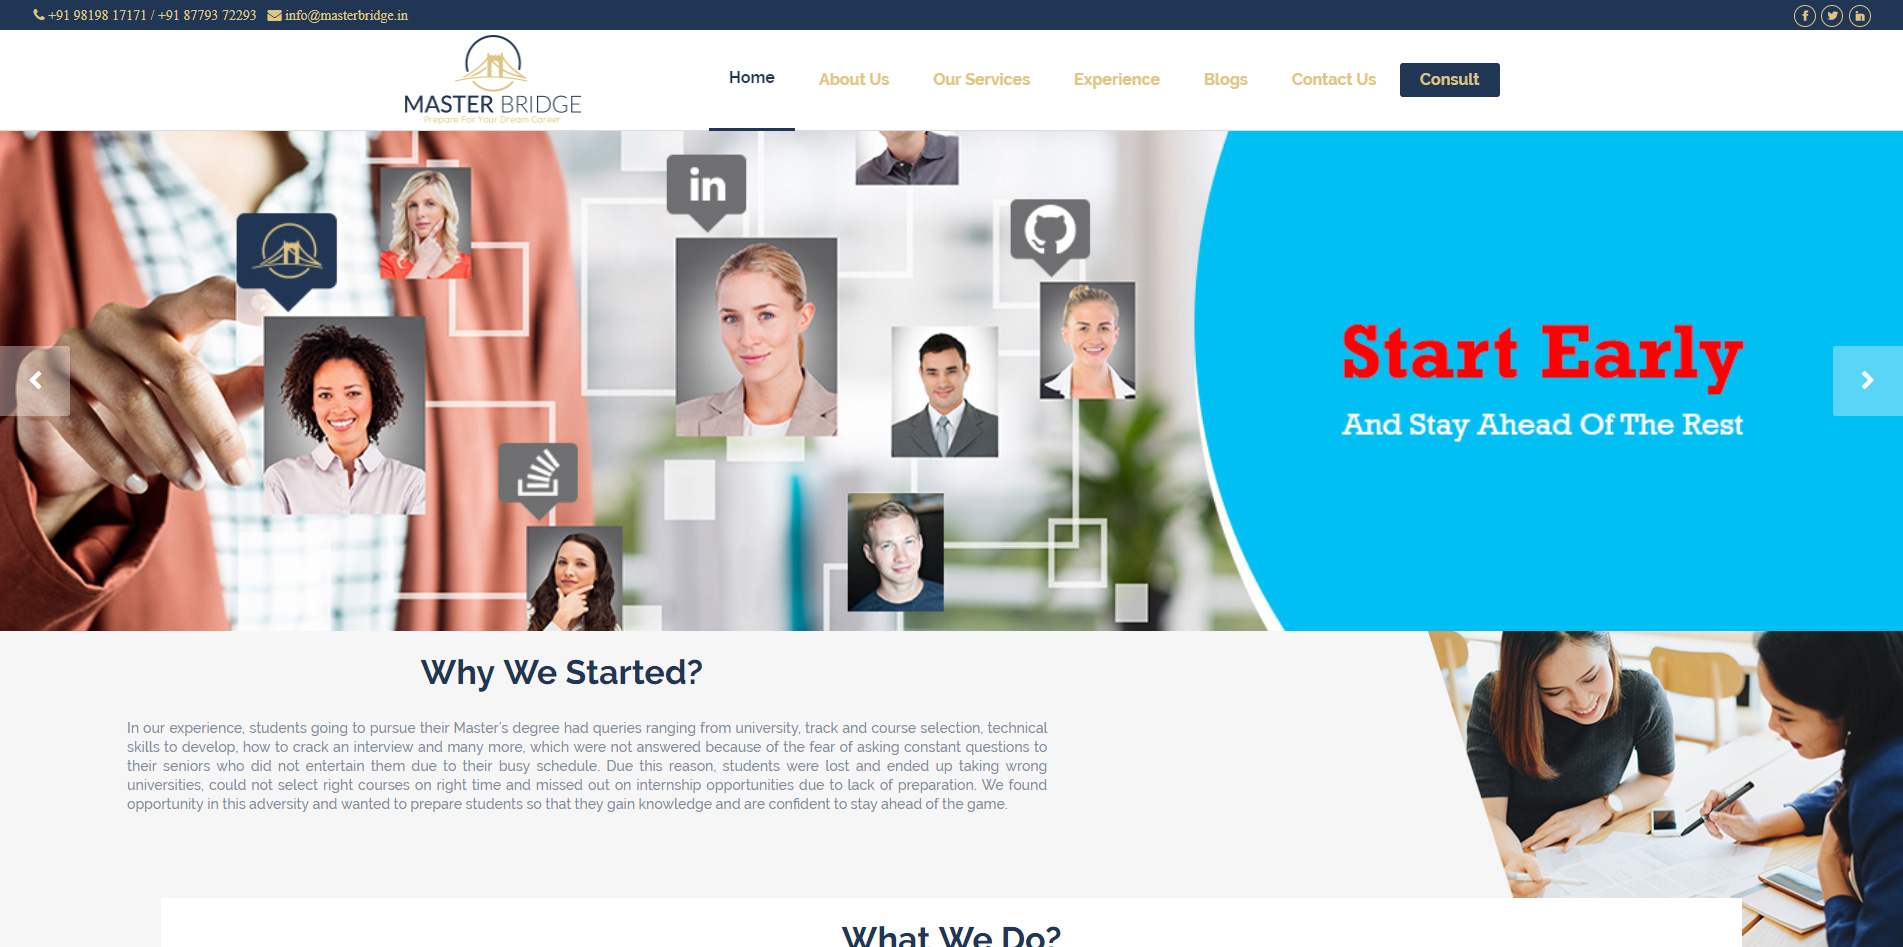 +91 98198 17171 / +91 87793 72293 info@masterbridge.in
MASTER BRIDGE
Prepare For Your Dream Career
Home About Us Our Services Experience Blogs Contact Us Consult
in
Start Early
And Stay Ahead Of The Rest
Why We Started?
In our experience, students going to pursue their Master's degree had queries ranging from university, track and course selection, technical
skills to develop, how to crack an interview and many more, which were not answered because of the fear of asking constant questions to
their seniors who did not entertain them due to their busy schedule. Due this reason, students were lost and ended up taking wrong
universities, could not select right courses on right time and missed out on internship opportunities due to lack of preparation. We found
opportunity in this adversity and wanted to prepare students so that they gain knowledge and are confident to stay ahead of the game.
What We Do?